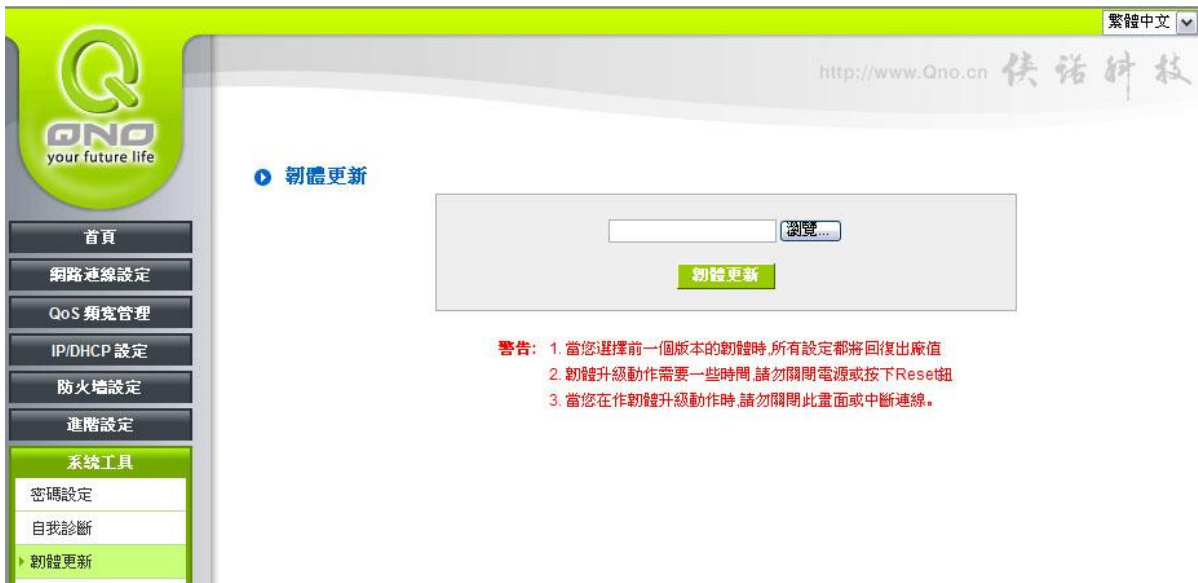 繁體中文
http://www.Qno.cn 俠諾科技
QNO
your future life
韌體更新
瀏覽...
韌體更新
警告: 1. 當您選擇前一個版本的韌體時,所有設定都將回復出廠值
2. 韌體升級動作需要一些時間,請勿關閉電源或按下Reset鈕
3. 當您在作韌體升級動作時,請勿關閉此畫面或中斷連線。
首頁
網路連線設定
QoS 頻寬管理
IP/DHCP 設定
防火墻設定
進階設定
系統工具
密碼設定
自我診斷
韌體更新